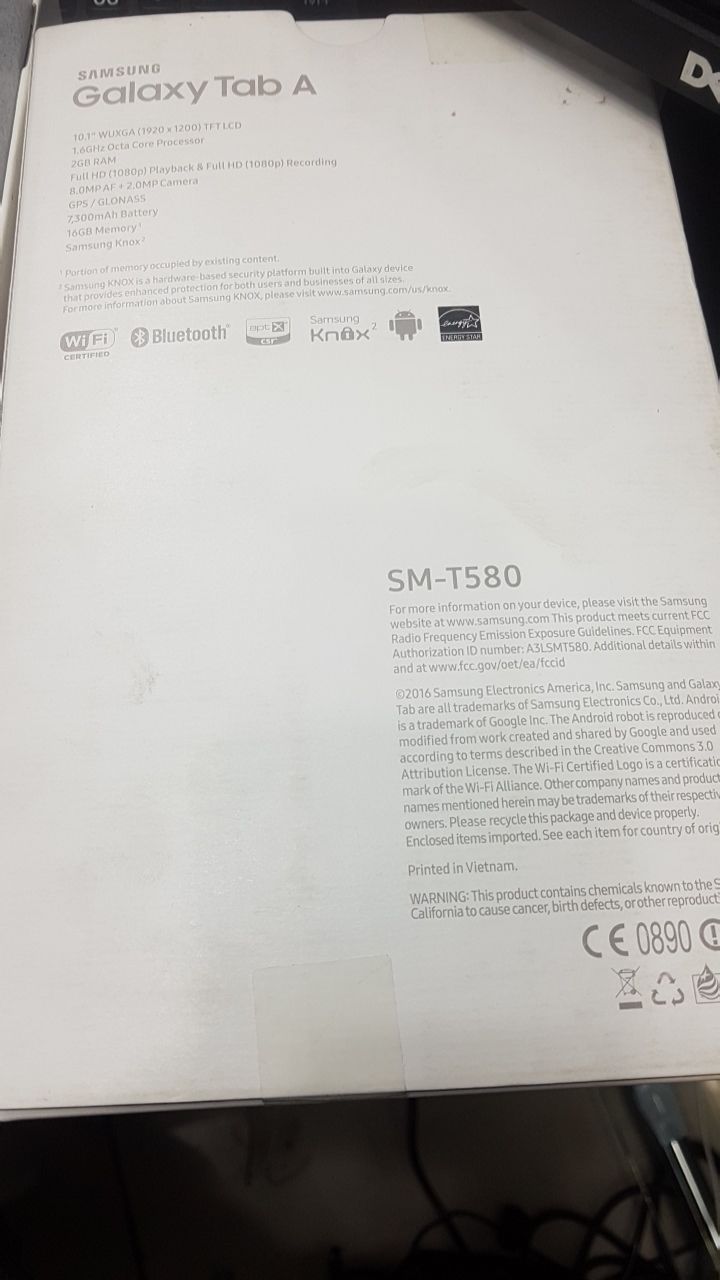 SAMSUNG
Galaxy Tab A
10.1" WUXGA (1920 x 1200) TFT LCD
1.6GHz Octa Core Processor
2GB RAM
Full HD (1080p) Playback & Full HD (1080p) Recording
8.0MP AF + 2.0MP Camera
GPS / GLONASS
7,300mAh Battery
16GB Memory¹
Samsung Knox²
¹ Portion of memory occupied by existing content.
² Samsung KNOX is a hardware-based security platform built into Galaxy device
that provides enhanced protection for both users and businesses of all sizes.
For more information about Samsung KNOX, please visit www.samsung.com/us/knox.
Wi Fi CERTIFIED
Bluetooth®
aptX CSR
Samsung Knox²
energy ENERGY STAR
SM-T580
For more information on your device, please visit the Samsung
website at www.samsung.com This product meets current FCC
Radio Frequency Emission Exposure Guidelines. FCC Equipment
Authorization ID number: A3LSMT580. Additional details within
and at www.fcc.gov/oet/ea/fccid
©2016 Samsung Electronics America, Inc. Samsung and Galaxy
Tab are all trademarks of Samsung Electronics Co., Ltd. Androi
is a trademark of Google Inc. The Android robot is reproduced
modified from work created and shared by Google and used
according to terms described in the Creative Commons 3.0
Attribution License. The Wi-Fi Certified Logo is a certificatio
mark of the Wi-Fi Alliance. Other company names and product
names mentioned herein may be trademarks of their respectiv
owners. Please recycle this package and device properly.
Enclosed items imported. See each item for country of orig
Printed in Vietnam.
WARNING: This product contains chemicals known to the S
California to cause cancer, birth defects, or other reproduct
CE 0890